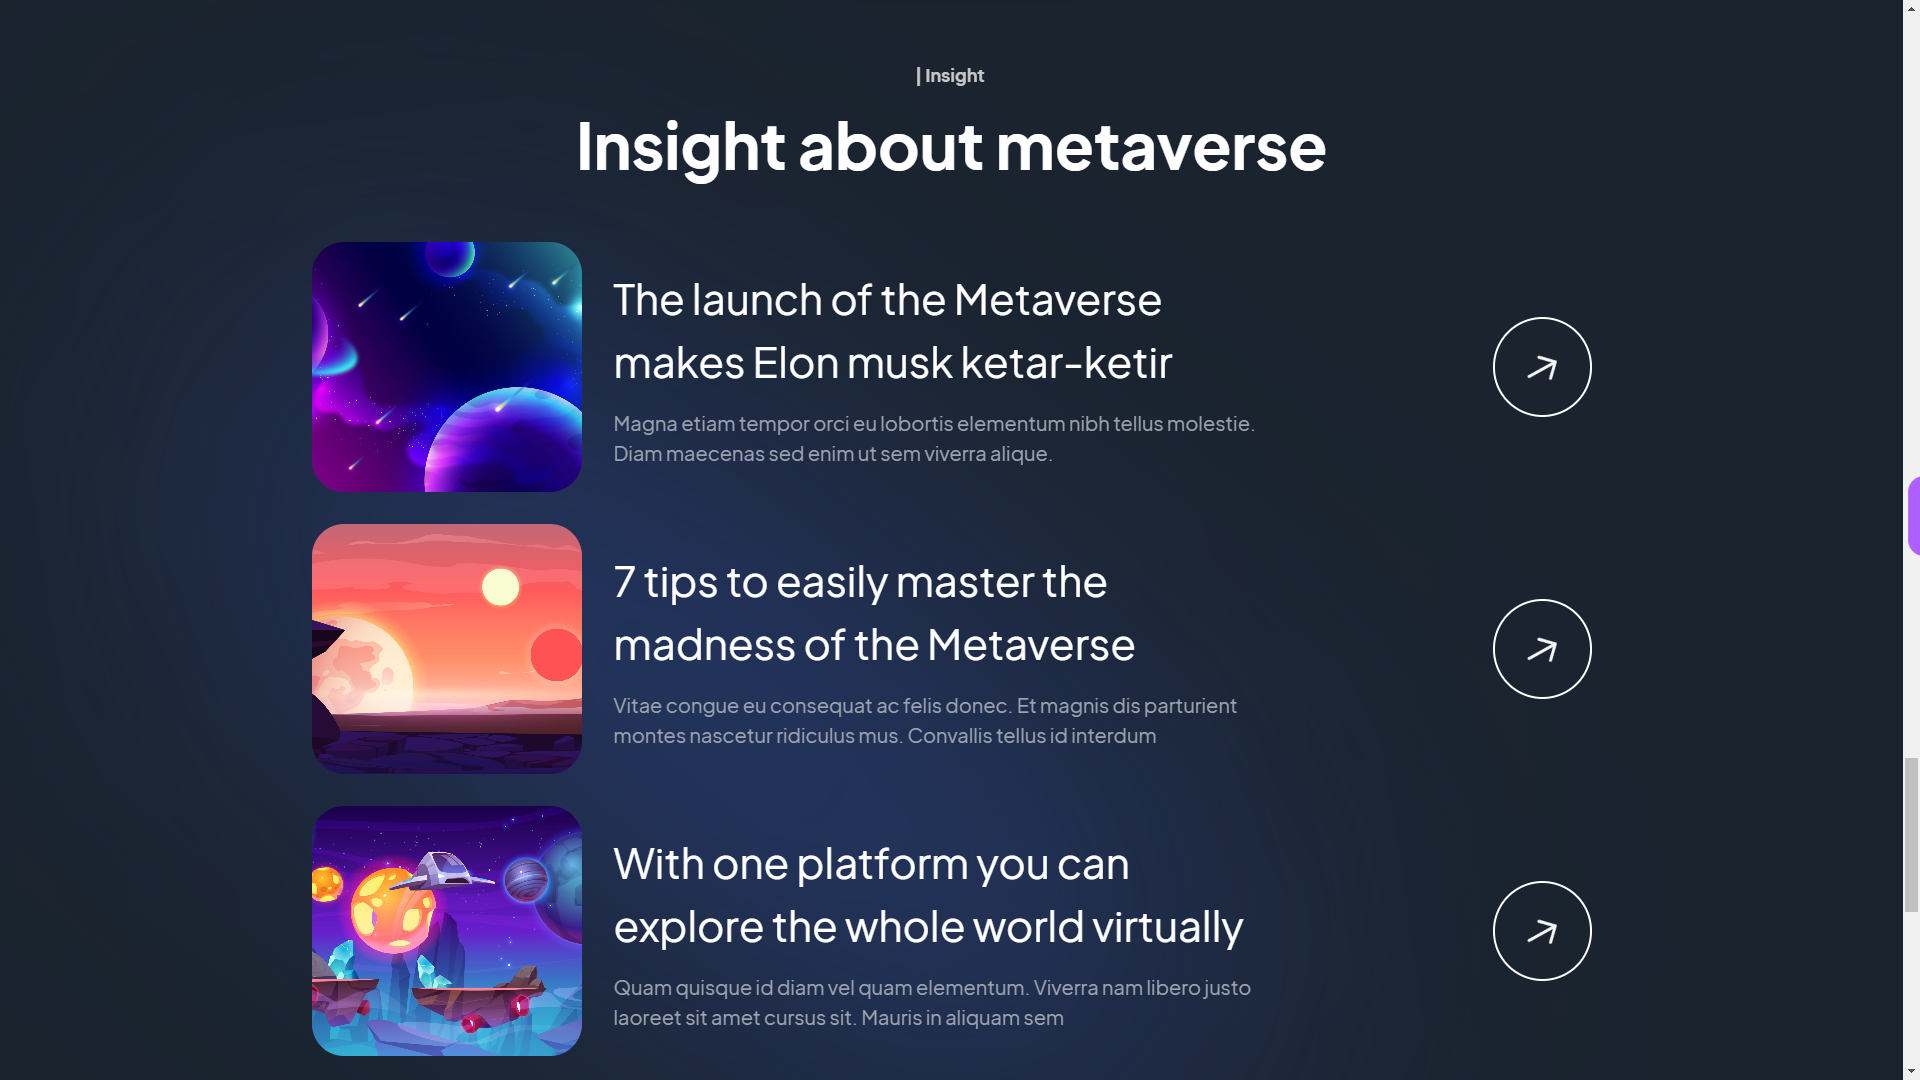 | Insight
Insight about metaverse
The launch of the Metaverse
makes Elon musk ketar-ketir
Magna etiam tempor orci eu lobortis elementum nibh tellus molestie.
Diam maecenas sed enim ut sem viverra alique.
7 tips to easily master the
madness of the Metaverse
Vitae congue eu consequat ac felis donec. Et magnis dis parturient
montes nascetur ridiculus mus. Convallis tellus id interdum
With one platform you can
explore the whole world virtually
Quam quisque id diam vel quam elementum. Viverra nam libero justo
laoreet sit amet cursus sit. Mauris in aliquam sem